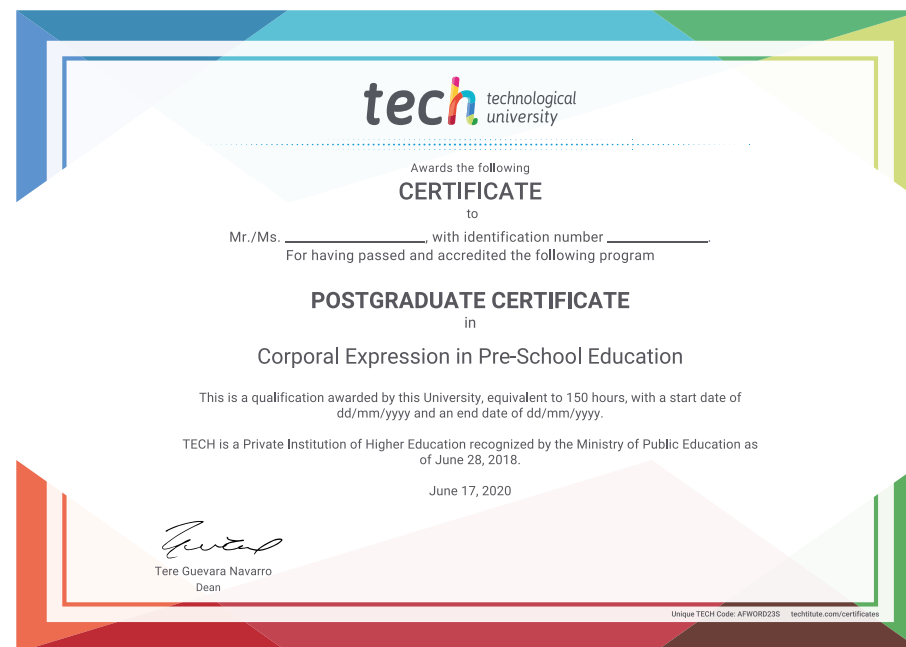 tech technological
university
Awards the following
CERTIFICATE
to
Mr./Ms. ____________________, with identification number ______________.
For having passed and accredited the following program
POSTGRADUATE CERTIFICATE
in
Corporal Expression in Pre-School Education
This is a qualification awarded by this University, equivalent to 150 hours, with a start date of
dd/mm/yyyy and an end date of dd/mm/yyyy.
TECH is a Private Institution of Higher Education recognized by the Ministry of Public Education as
of June 28, 2018.
June 17, 2020
Tere Guevara Navarro
Dean
Unique TECH Code: AFWORD23S techtitute.com/certificates